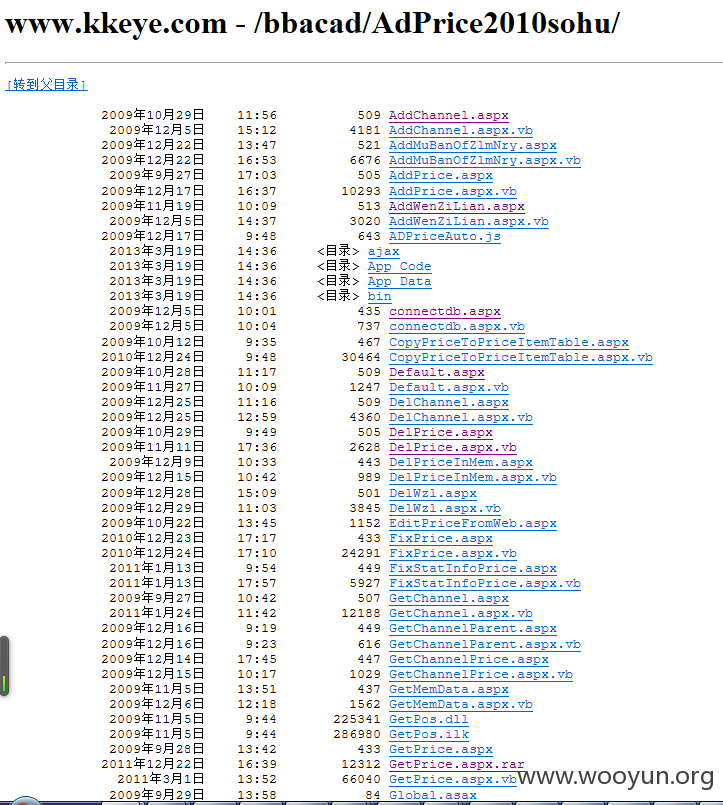 www.kkeye.com - /bbacad/AdPrice2010sohu/
[转到父目录]
2009年10月29日 11:56 509 AddChannel.aspx
2009年12月5日 15:12 4181 AddChannel.aspx.vb
2009年12月22日 13:47 521 AddMuBanOfZlmNry.aspx
2009年12月22日 16:53 6676 AddMuBanOfZlmNry.aspx.vb
2009年9月27日 17:03 505 AddPrice.aspx
2009年12月17日 16:37 10293 AddPrice.aspx.vb
2009年11月19日 10:09 513 AddWenZiLian.aspx
2009年12月5日 14:37 3020 AddWenZiLian.aspx.vb
2009年12月17日 9:48 643 ADPriceAuto.js
2013年3月19日 14:36 <目录> ajax
2013年3月19日 14:36 <目录> App_Code
2013年3月19日 14:36 <目录> App_Data
2013年3月19日 14:36 <目录> bin
2009年12月5日 10:01 435 connectdb.aspx
2009年12月5日 10:04 737 connectdb.aspx.vb
2009年10月12日 9:35 467 CopyPriceToPriceItemTable.aspx
2010年12月24日 9:48 30464 CopyPriceToPriceItemTable.aspx.vb
2009年10月28日 11:17 509 Default.aspx
2009年11月27日 10:09 1247 Default.aspx.vb
2009年12月25日 11:16 509 DelChannel.aspx
2009年12月25日 12:59 4360 DelChannel.aspx.vb
2009年10月29日 9:49 505 DelPrice.aspx
2009年11月11日 17:36 2628 DelPrice.aspx.vb
2009年12月9日 10:33 443 DelPriceInMem.aspx
2009年12月15日 10:42 989 DelPriceInMem.aspx.vb
2009年12月28日 15:09 501 DelWzl.aspx
2009年12月29日 11:03 3845 DelWzl.aspx.vb
2009年10月22日 13:45 1152 EditPriceFromWeb.aspx
2010年12月23日 17:17 433 FixPrice.aspx
2010年12月24日 17:10 24291 FixPrice.aspx.vb
2011年1月13日 9:54 449 FixStatInfoPrice.aspx
2011年1月13日 17:57 5927 FixStatInfoPrice.aspx.vb
2009年9月27日 10:42 507 GetChannel.aspx
2011年1月24日 11:42 12188 GetChannel.aspx.vb
2009年12月16日 9:19 449 GetChannelParent.aspx
2009年12月16日 9:23 616 GetChannelParent.aspx.vb
2009年12月14日 17:45 447 GetChannelPrice.aspx
2009年12月15日 10:17 1029 GetChannelPrice.aspx.vb
2009年11月5日 13:51 437 GetMemData.aspx
2009年12月6日 12:18 1562 GetMemData.aspx.vb
2009年11月5日 9:44 225341 GetPos.dll
2009年11月5日 9:44 286980 GetPos.ilk
2009年9月28日 13:42 433 GetPrice.aspx
2011年12月22日 16:39 12312 GetPrice.aspx.rar
2011年3月1日 13:52 66040 GetPrice.aspx.vb
2009年9月29日 13:58 84 Global.asax
www.wooyun.org